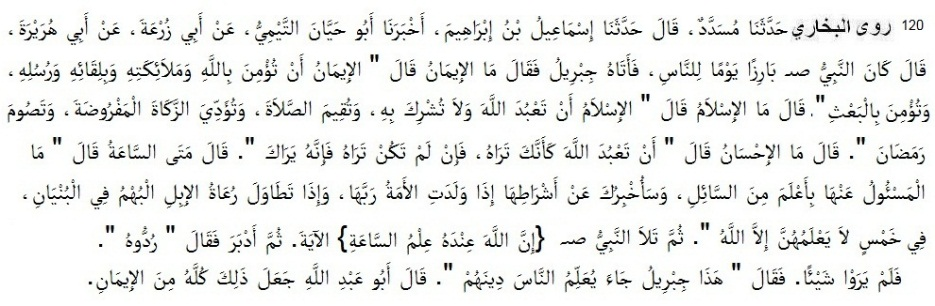 120 روى البخاري حَدَّثَنَا مُسَدَّدٌ، قَالَ حَدَّثَنَا إِسْمَاعِيلُ بْنُ إِبْرَاهِيمَ، أَخْبَرَنَا أَبُو حَيَّانَ التَّيْمِيُّ، عَنْ أَبِي زُرْعَةَ، عَنْ أَبِي هُرَيْرَةَ،
قَالَ كَانَ النَّبِيُّ صـ بَارِزًا يَوْمًا لِلنَّاسِ، فَأَتَاهُ جِبْرِيلُ فَقَالَ مَا الإِيمَانُ قَالَ " الإِيمَانُ أَنْ تُؤْمِنَ بِاللَّهِ وَمَلاَئِكَتِهِ وَبِلِقَائِهِ وَرُسُلِهِ،
وَتُؤْمِنَ بِالْبَعْثِ". قَالَ مَا الإِسْلاَمُ قَالَ " الإِسْلاَمُ أَنْ تَعْبُدَ اللَّهَ وَلاَ تُشْرِكَ بِهِ، وَتُقِيمَ الصَّلاَةَ، وَتُؤَدِّيَ الزَّكَاةَ الْمَفْرُوضَةَ، وَتَصُومَ
رَمَضَانَ ". قَالَ مَا الإِحْسَانُ قَالَ " أَنْ تَعْبُدَ اللَّهَ كَأَنَّكَ تَرَاهُ، فَإِنْ لَمْ تَكُنْ تَرَاهُ فَإِنَّهُ يَرَاكَ ". قَالَ مَتَى السَّاعَةُ قَالَ " مَا
الْمَسْئُولُ عَنْهَا بِأَعْلَمَ مِنَ السَّائِلِ، وَسَأُخْبِرُكَ عَنْ أَشْرَاطِهَا إِذَا وَلَدَتِ الأَمَةُ رَبَّهَا، وَإِذَا تَطَاوَلَ رُعَاةُ الإِبِلِ الْبُهْمُ فِي الْبُنْيَانِ،
فِي خَمْسٍ لاَ يَعْلَمُهُنَّ إِلاَّ اللَّهُ ". ثُمَّ تَلاَ النَّبِيُّ صـ {إِنَّ اللَّهَ عِنْدَهُ عِلْمُ السَّاعَةِ} الآيَةَ. ثُمَّ أَدْبَرَ فَقَالَ " رُدُّوهُ ".
فَلَمْ يَرَوْا شَيْئًا. فَقَالَ " هَذَا جِبْرِيلُ جَاءَ يُعَلِّمُ النَّاسَ دِينَهُمْ ". قَالَ أَبُو عَبْدِ اللَّهِ جَعَلَ ذَلِكَ كُلَّهُ مِنَ الإِيمَانِ.